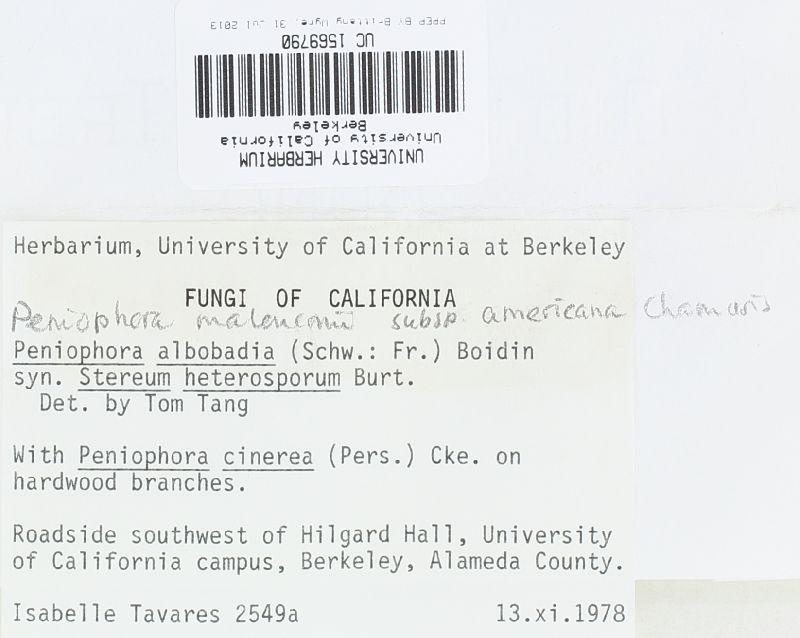 UNIVERSITY HERBARIUM
University of California
Berkeley
UC 1569790
PREP BY Brittany Wyre, 31 Jul 2013
Herbarium, University of California at Berkeley
FUNGI OF CALIFORNIA
Peniophora malenconii subsp. americana Chamuris
Peniophora albobadia (Schw.: Fr.) Boidin
syn. Stereum heterosporum Burt.
Det. by Tom Tang
With Peniophora cinerea (Pers.) Cke. on
hardwood branches.
Roadside southwest of Hilgard Hall, University
of California campus, Berkeley, Alameda County.
Isabelle Tavares 2549a 13.xi.1978